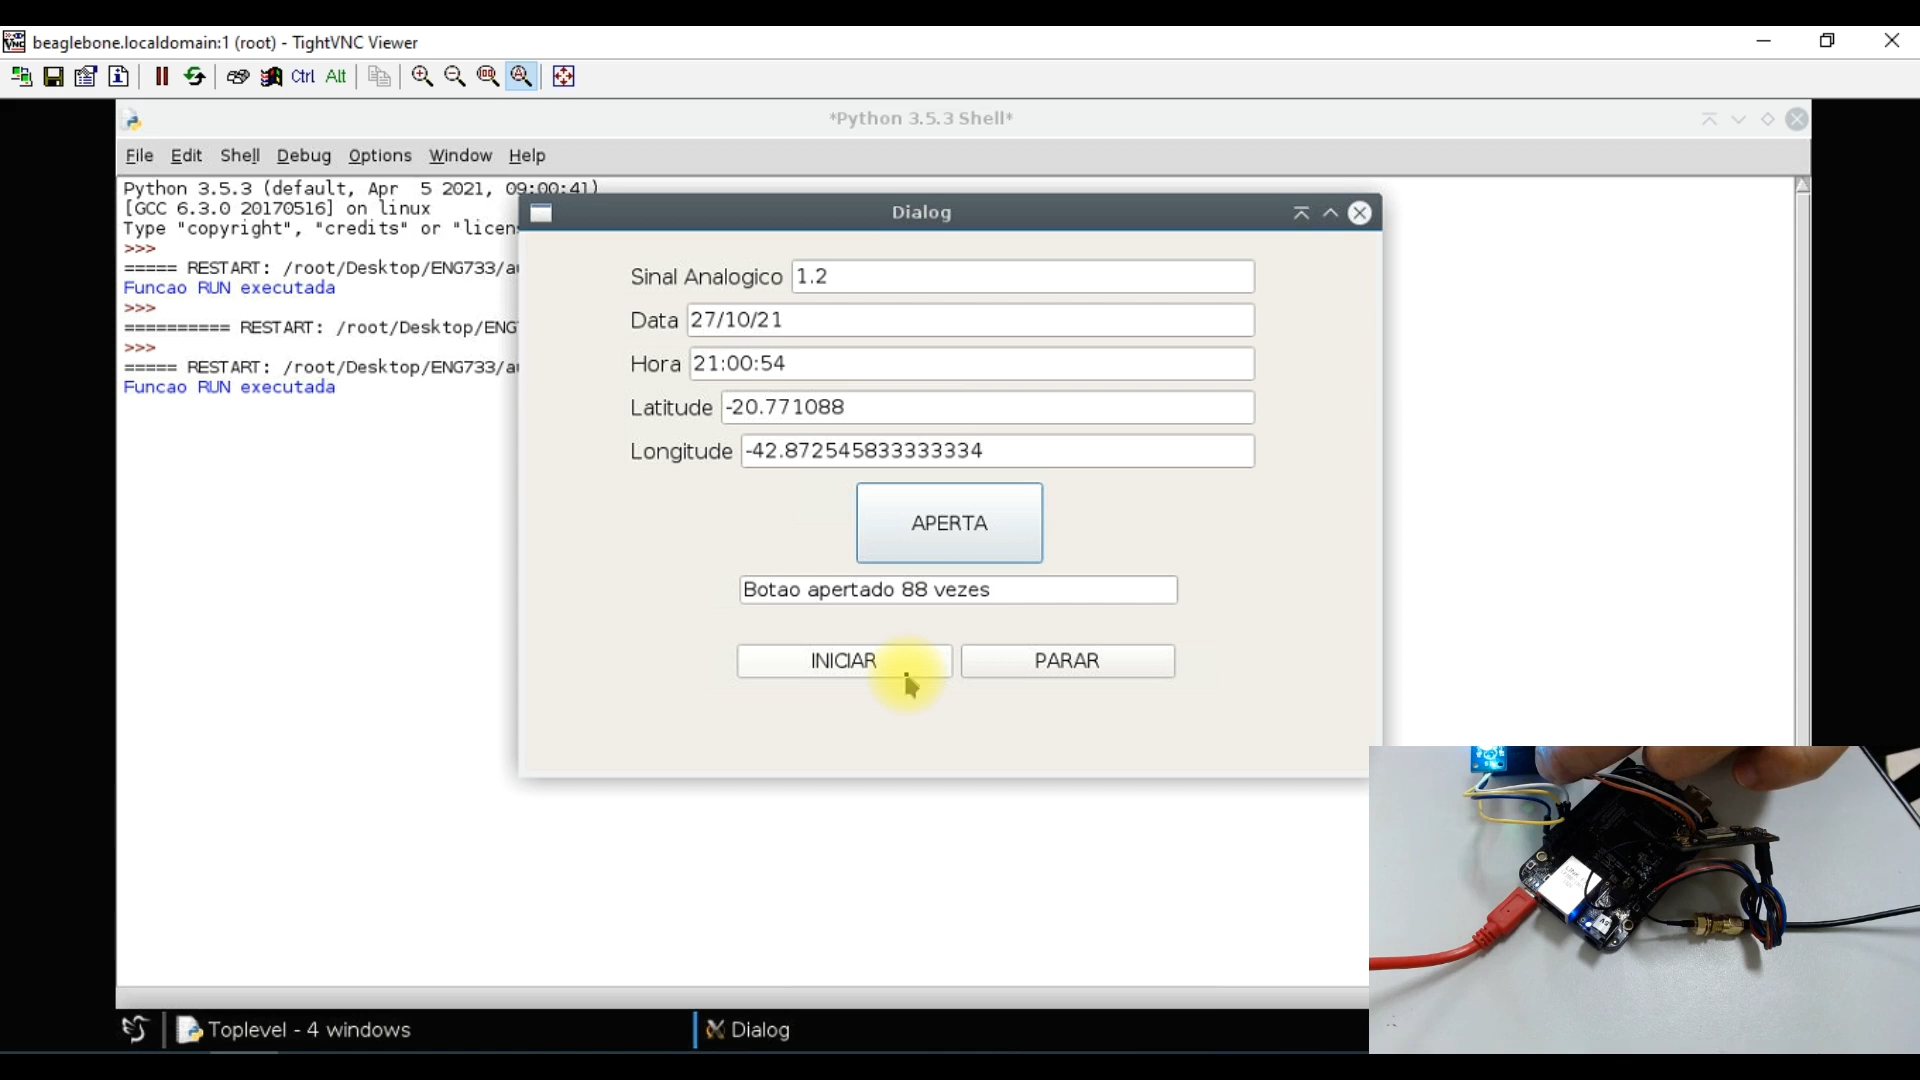 beaglebone.localdomain:1 (root) - TightVNC Viewer
Ctrl Alt
*Python 3.5.3 Shell*
File Edit Shell Debug Options Window Help
Python 3.5.3 (default, Apr 5 2021, 09:00:41)
[GCC 6.3.0 20170516] on linux
Type "copyright", "credits" or "licens
>>>
===== RESTART: /root/Desktop/ENG733/a
Funcao RUN executada
>>>
========== RESTART: /root/Desktop/ENG
>>>
===== RESTART: /root/Desktop/ENG733/a
Funcao RUN executada
Dialog
Sinal Analogico 1.2
Data 27/10/21
Hora 21:00:54
Latitude -20.771088
Longitude -42.872545833333334
APERTA
Botao apertado 88 vezes
INICIAR PARAR
Toplevel - 4 windows
Dialog